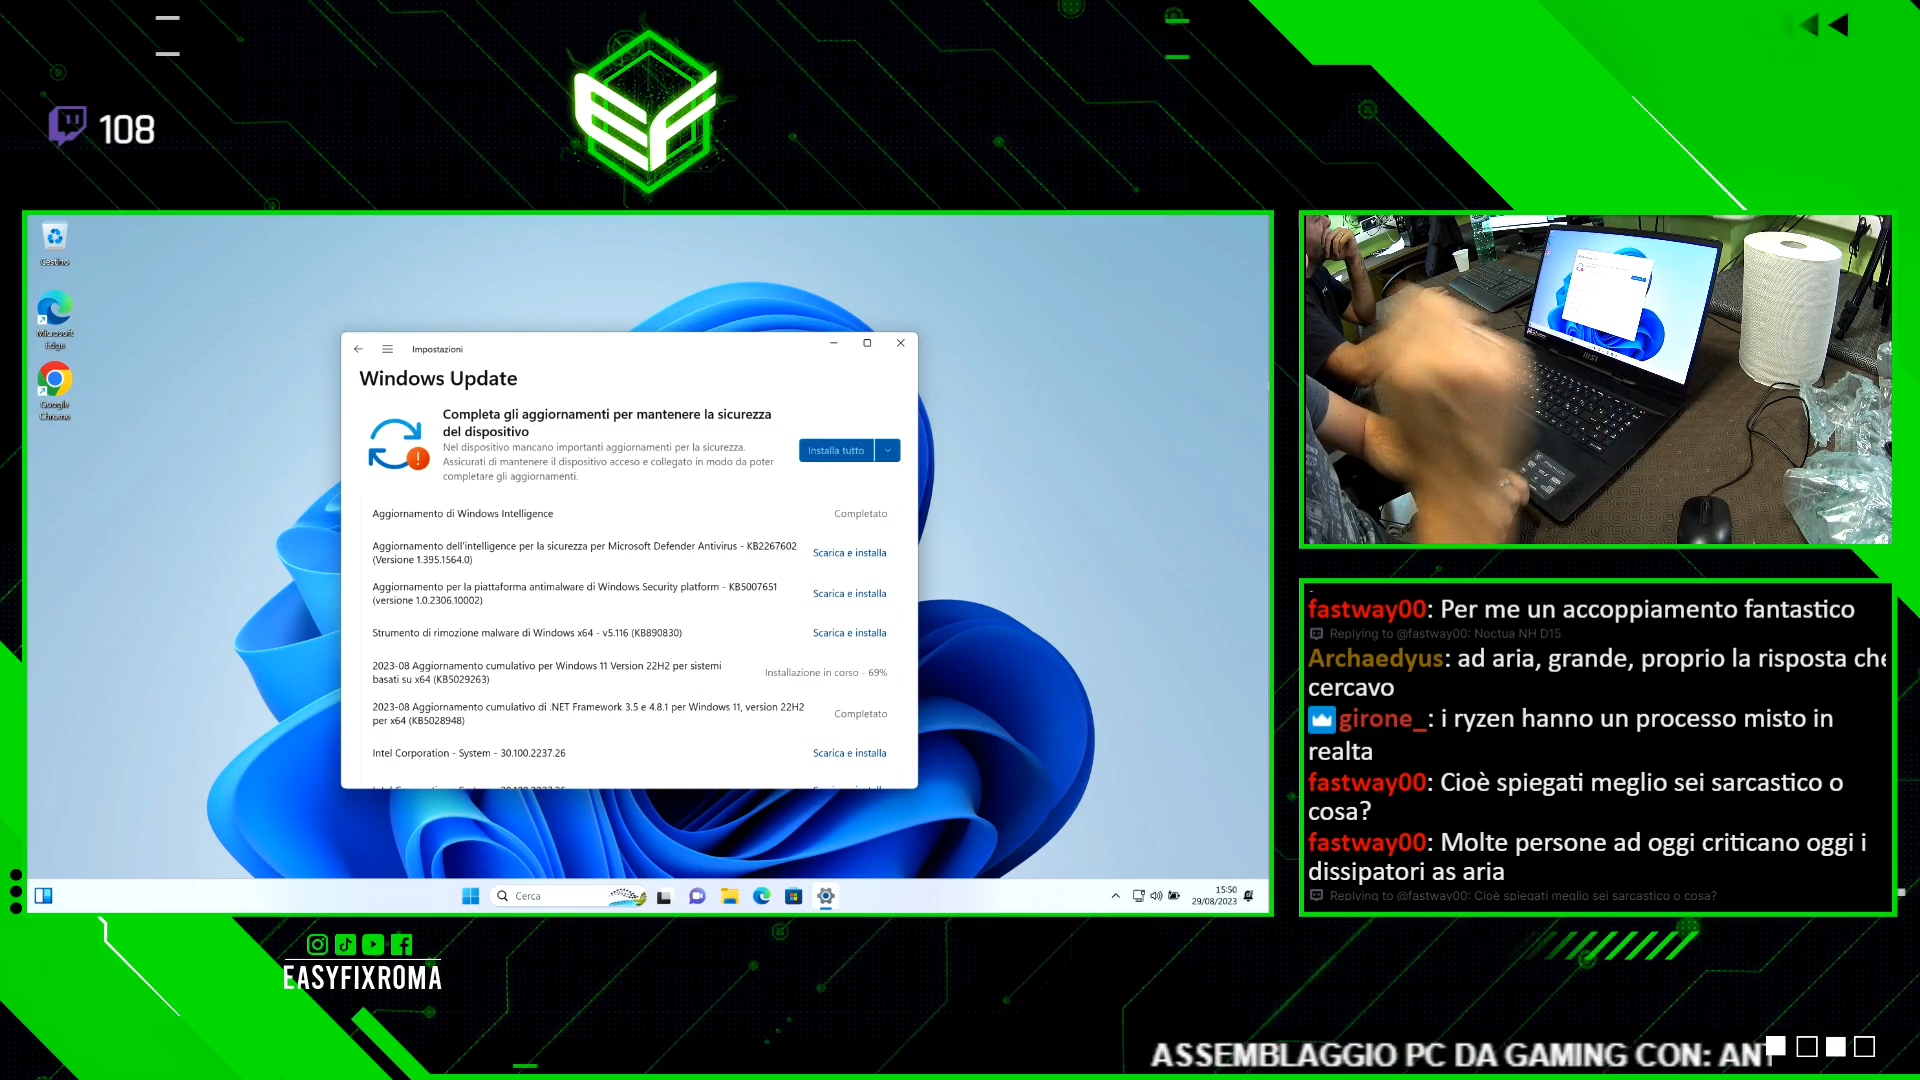 108
EF
Cestino
Microsoft
Edge
Google
Chrome
Impostazioni
Windows Update
Completa gli aggiornamenti per mantenere la sicurezza
del dispositivo
Nel dispositivo mancano importanti aggiornamenti per la sicurezza.
Assicurati di mantenere il dispositivo acceso e collegato in modo da poter
completare gli aggiornamenti.
Installa tutto
Aggiornamento di Windows Intelligence Completato
Aggiornamento dell'intelligence per la sicurezza per Microsoft Defender Antivirus - KB2267602
(Versione 1.395.1564.0)
Scarica e installa
Aggiornamento per la piattaforma antimalware di Windows Security platform - KB5007651
(versione 1.0.2306.10002)
Scarica e installa
Strumento di rimozione malware di Windows x64 - v5.116 (KB890830) Scarica e installa
2023-08 Aggiornamento cumulativo per Windows 11 Version 22H2 per sistemi
basati su x64 (KB5029263)
Installazione in corso - 69%
2023-08 Aggiornamento cumulativo di .NET Framework 3.5 e 4.8.1 per Windows 11, version 22H2
per x64 (KB5028948)
Completato
Intel Corporation - System - 30.100.2237.26 Scarica e installa
Cerca
15:50
29/08/2023
msi
fastway00: Per me un accoppiamento fantastico
Replying to @fastway00: Noctua NH D15
Archaedyus: ad aria, grande, proprio la risposta che
cercavo
girone_: i ryzen hanno un processo misto in
realta
fastway00: Cioè spiegati meglio sei sarcastico o
cosa?
fastway00: Molte persone ad oggi criticano oggi i
dissipatori as aria
Replying to @fastway00: Cioè spiegati meglio sei sarcastico o cosa?
EASYFIXROMA
ASSEMBLAGGIO PC DA GAMING CON: ANT